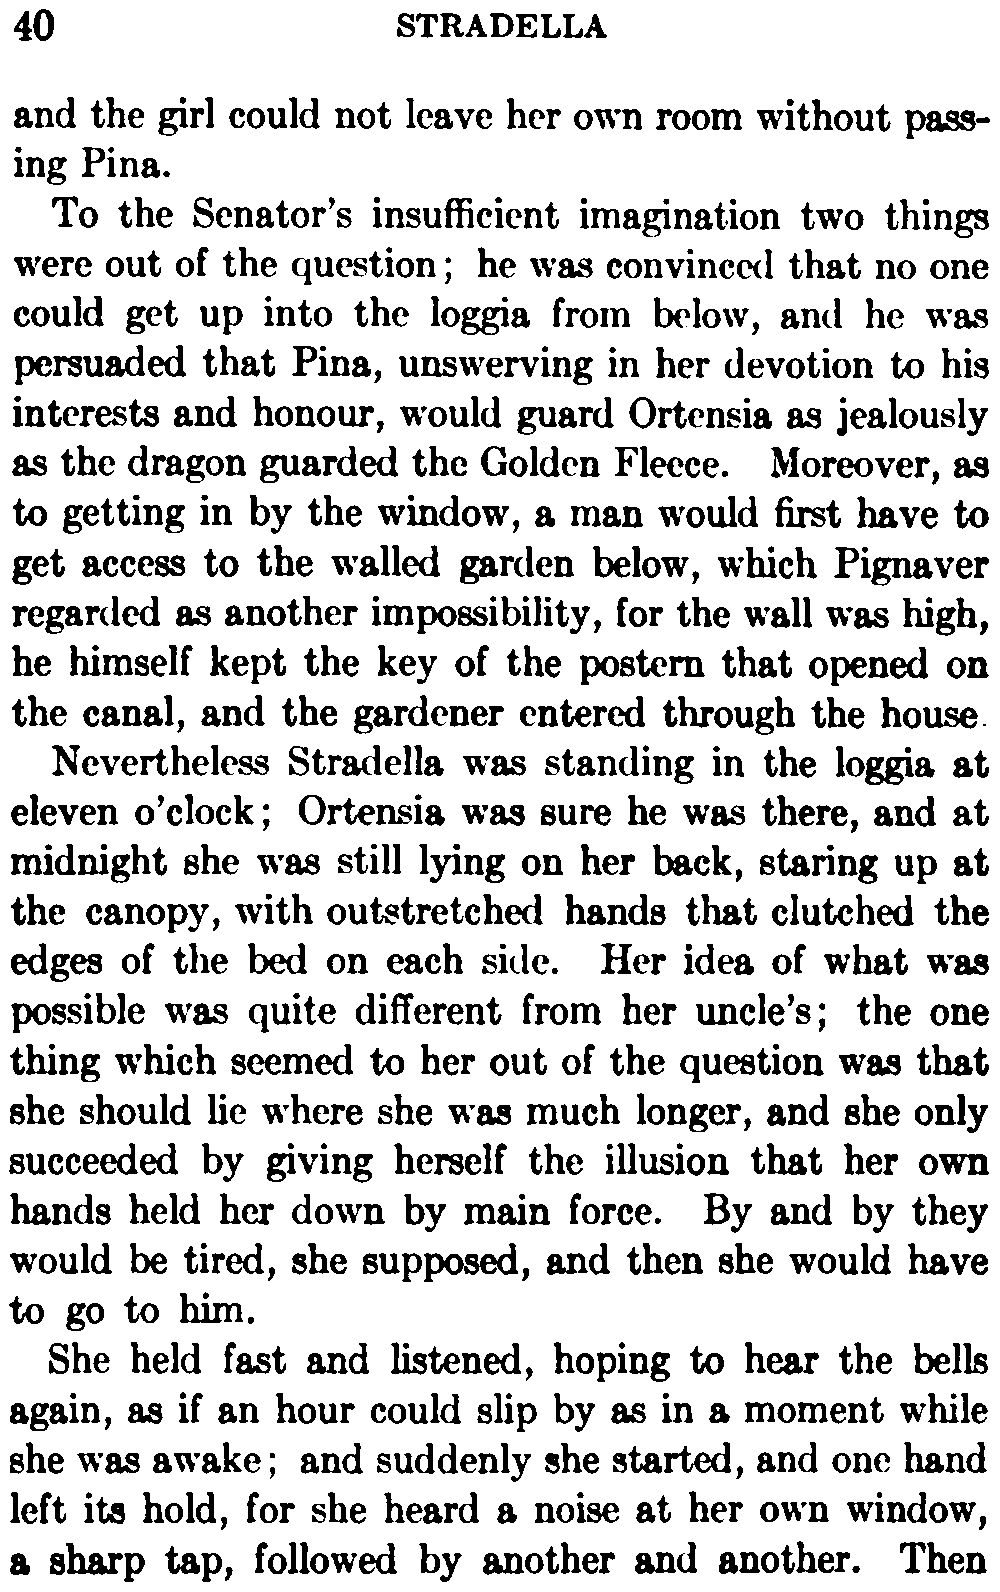 40 STRADELLA
and the girl could not leave her own room without pass-
ing Pina.
To the Senator's insufficient imagination two things
were out of the question; he was convinced that no one
could get up into the loggia from below, and he was
persuaded that Pina, unswerving in her devotion to his
interests and honour, would guard Ortensia as jealously
as the dragon guarded the Golden Fleece. Moreover, as
to getting in by the window, a man would first have to
get access to the walled garden below, which Pignaver
regarded as another impossibility, for the wall was high,
he himself kept the key of the postern that opened on
the canal, and the gardener entered through the house.
Nevertheless Stradella was standing in the loggia at
eleven o'clock; Ortensia was sure he was there, and at
midnight she was still lying on her back, staring up at
the canopy, with outstretched hands that clutched the
edges of the bed on each side. Her idea of what was
possible was quite different from her uncle's; the one
thing which seemed to her out of the question was that
she should lie where she was much longer, and she only
succeeded by giving herself the illusion that her own
hands held her down by main force. By and by they
would be tired, she supposed, and then she would have
to go to him.
She held fast and listened, hoping to hear the bells
again, as if an hour could slip by as in a moment while
she was awake; and suddenly she started, and one hand
left its hold, for she heard a noise at her own window,
a sharp tap, followed by another and another. Then